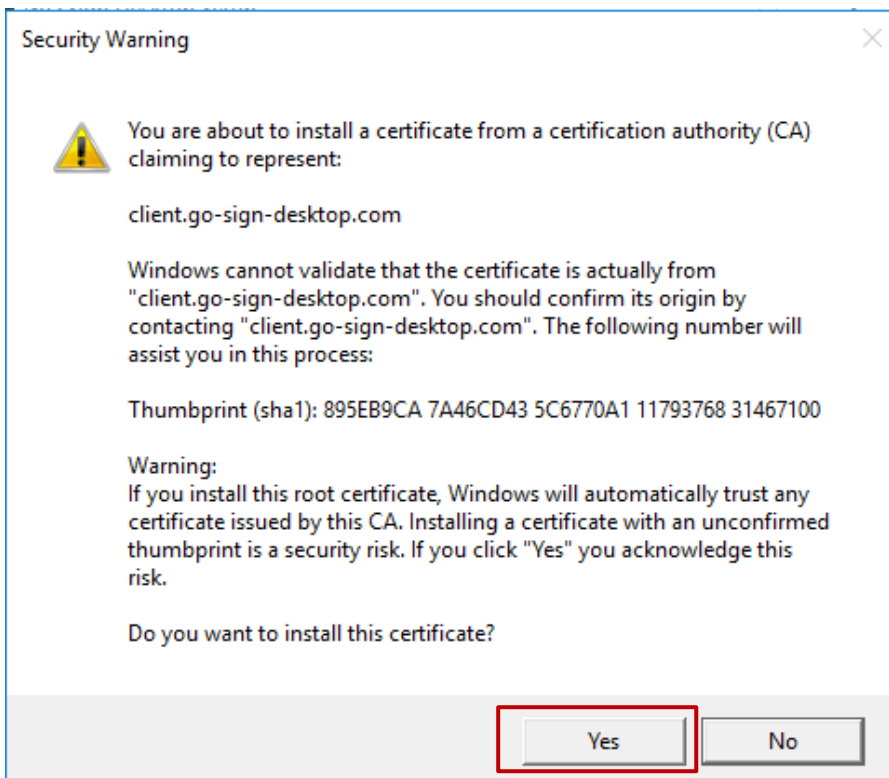 Security Warning
You are about to install a certificate from a certification authority (CA)
claiming to represent:
client.go-sign-desktop.com
Windows cannot validate that the certificate is actually from
"client.go-sign-desktop.com". You should confirm its origin by
contacting "client.go-sign-desktop.com". The following number will
assist you in this process:
Thumbprint (sha1): 895EB9CA 7A46CD43 5C6770A1 11793768 31467100
Warning:
If you install this root certificate, Windows will automatically trust any
certificate issued by this CA. Installing a certificate with an unconfirmed
thumbprint is a security risk. If you click "Yes" you acknowledge this
risk.
Do you want to install this certificate?
Yes No